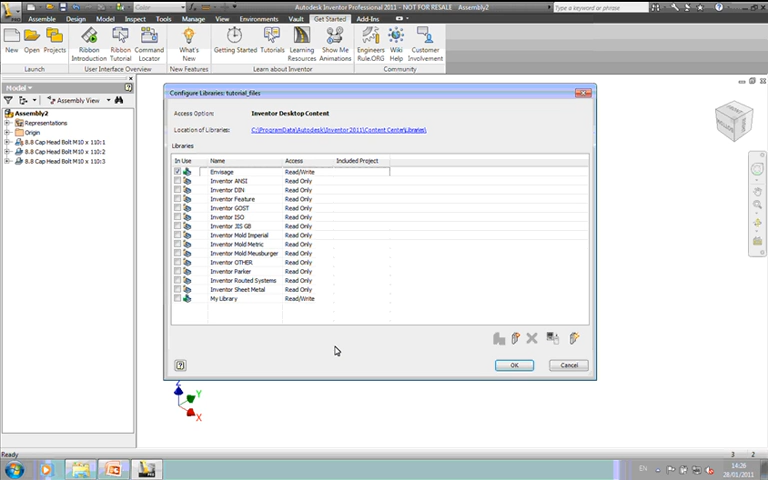 Autodesk Inventor Professional 2011 - NOT FOR RESALE Assembly2
Type a keyword or phrase
Assemble Design Model Inspect Tools Manage View Environments Vault Get Started Add-Ins
New Open Projects Ribbon Introduction Ribbon Tutorial Command Locator What's New Getting Started Tutorials Learning Resources Show Me Animations Engineers Rule.ORG Wiki Help Customer Involvement
Launch User Interface Overview New Features Learn about Inventor Community
Model
Assembly View
Assembly2
Representations
Origin
8.8 Cap Head Bolt M10 x 110:1
8.8 Cap Head Bolt M10 x 110:2
8.8 Cap Head Bolt M10 x 110:3
Configure Libraries: tutorial_files
Access Option: Inventor Desktop Content
Location of Libraries: C:\ProgramData\Autodesk\Inventor 2011\Content Center\Libraries\
Libraries
In Use Name Access Included Project
Envisage Read/Write
Inventor ANSI Read Only
Inventor DIN Read Only
Inventor Feature Read Only
Inventor GOST Read Only
Inventor ISO Read Only
Inventor JIS GB Read Only
Inventor Mold Imperial Read Only
Inventor Mold Metric Read Only
Inventor Mold Meusburger Read Only
Inventor OTHER Read Only
Inventor Parker Read Only
Inventor Routed Systems Read Only
Inventor Sheet Metal Read Only
My Library Read/Write
OK Cancel
Z
Y
X
Ready
3 2
EN
14:26
28/01/2011